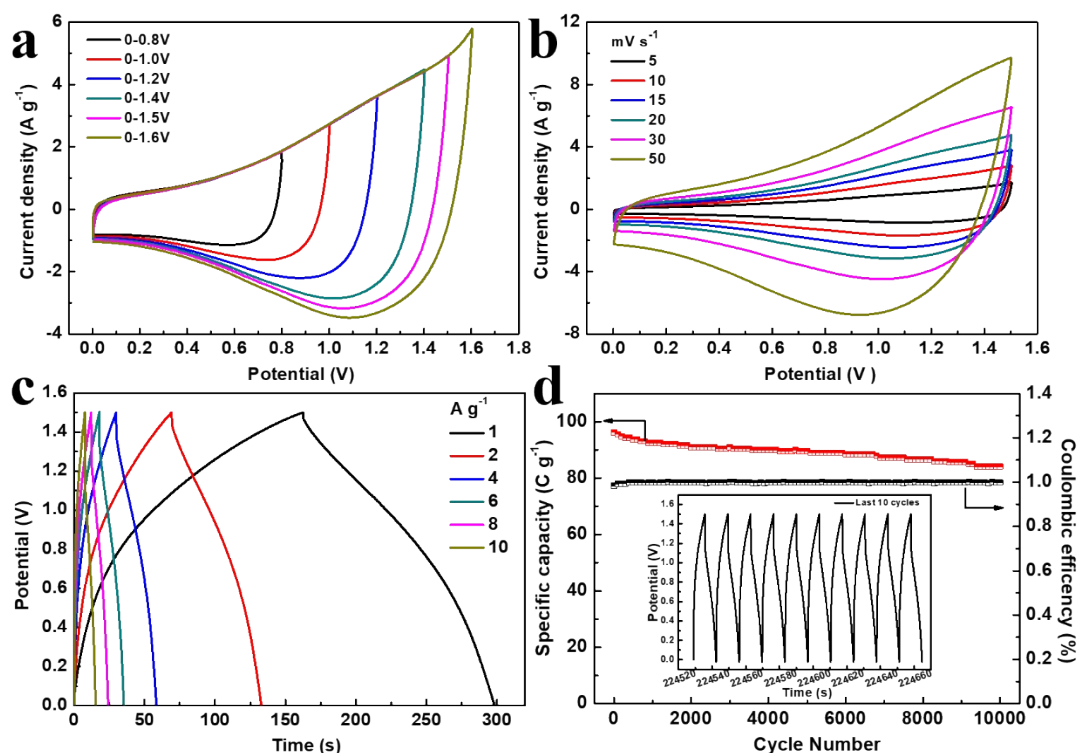 a
0-0.8V
0-1.0V
0-1.2V
0-1.4V
0-1.5V
0-1.6V
6
4
2
0
-2
-4
Current density (A g⁻¹)
0.0 0.2 0.4 0.6 0.8 1.0 1.2 1.4 1.6 1.8
Potential (V)
b
mV s⁻¹
5
10
15
20
30
50
12
8
4
0
-4
-8
Current density (A g⁻¹)
0.0 0.2 0.4 0.6 0.8 1.0 1.2 1.4 1.6
Potential (V )
c
A g⁻¹
1
2
4
6
8
10
1.6
1.4
1.2
1.0
0.8
0.6
0.4
0.2
0.0
Potential (V)
0 50 100 150 200 250 300
Time (s)
d
100
80
60
40
20
0
Specific capacity (C g⁻¹)
1.4
1.2
1.0
0.8
0.6
0.4
0.2
0.0
Coulombic efficency (%)
Last 10 cycles
1.6
1.4
1.2
1.0
0.8
0.6
0.4
0.2
0.0
Potential (V)
224520 224540 224560 224580 224600 224620 224640 224660
Time (s)
0 2000 4000 6000 8000 10000
Cycle Number